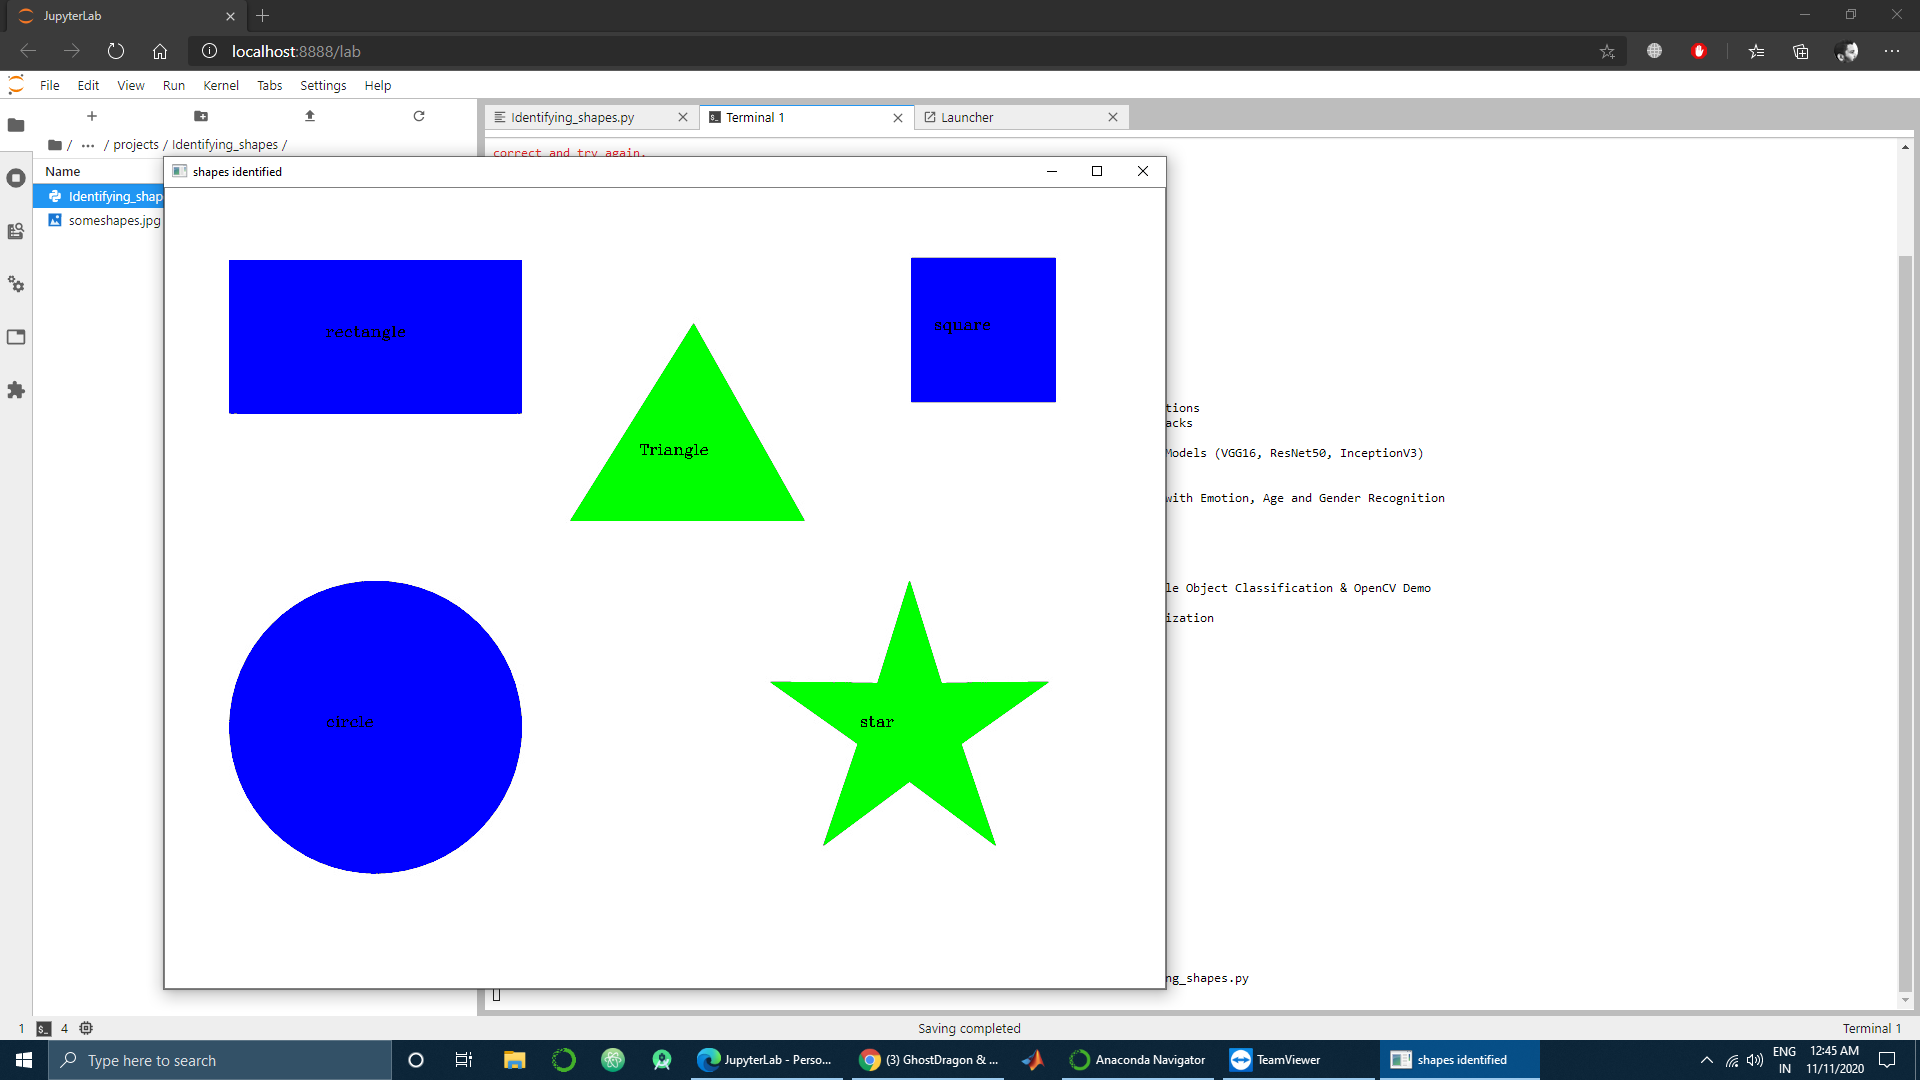 JupyterLab
localhost:8888/lab
File Edit View Run Kernel Tabs Settings Help
Identifying_shapes.py Terminal 1 Launcher
/ ··· / projects / Identifying_shapes /
correct and try again.
Name
shapes identified
Identifying_shap
someshapes.jpg
rectangle
square
Triangle
circle
star
tions
acks
Models (VGG16, ResNet50, InceptionV3)
with Emotion, Age and Gender Recognition
le Object Classification & OpenCV Demo
ization
ng_shapes.py
1 $_ 4 Saving completed Terminal 1
Type here to search
JupyterLab - Perso...
(3) GhostDragon & ...
Anaconda Navigator
TeamViewer
shapes identified
ENG
IN
12:45 AM
11/11/2020